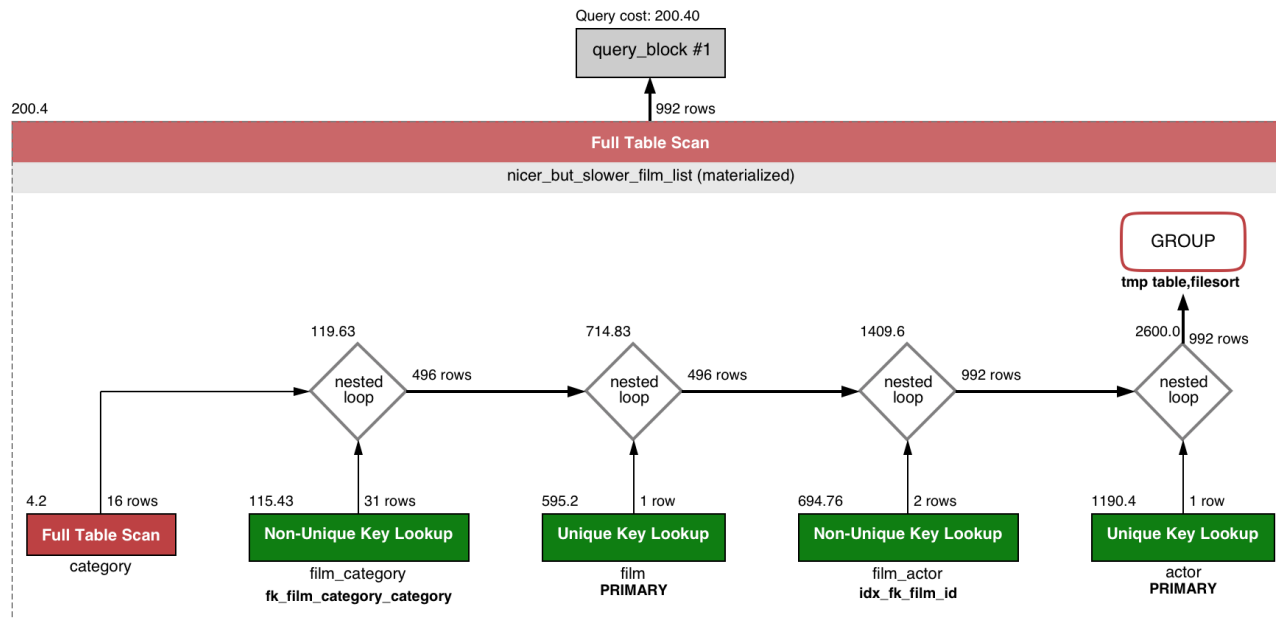 Query cost: 200.40
query_block #1
200.4
992 rows
Full Table Scan
nicer_but_slower_film_list (materialized)
GROUP
tmp table,filesort
119.63
714.83
1409.6
2600.0
992 rows
nested
loop
496 rows
nested
loop
496 rows
nested
loop
992 rows
nested
loop
4.2
16 rows
115.43
31 rows
595.2
1 row
694.76
2 rows
1190.4
1 row
Full Table Scan
Non-Unique Key Lookup
Unique Key Lookup
Non-Unique Key Lookup
Unique Key Lookup
category
film_category
fk_film_category_category
film
PRIMARY
film_actor
idx_fk_film_id
actor
PRIMARY